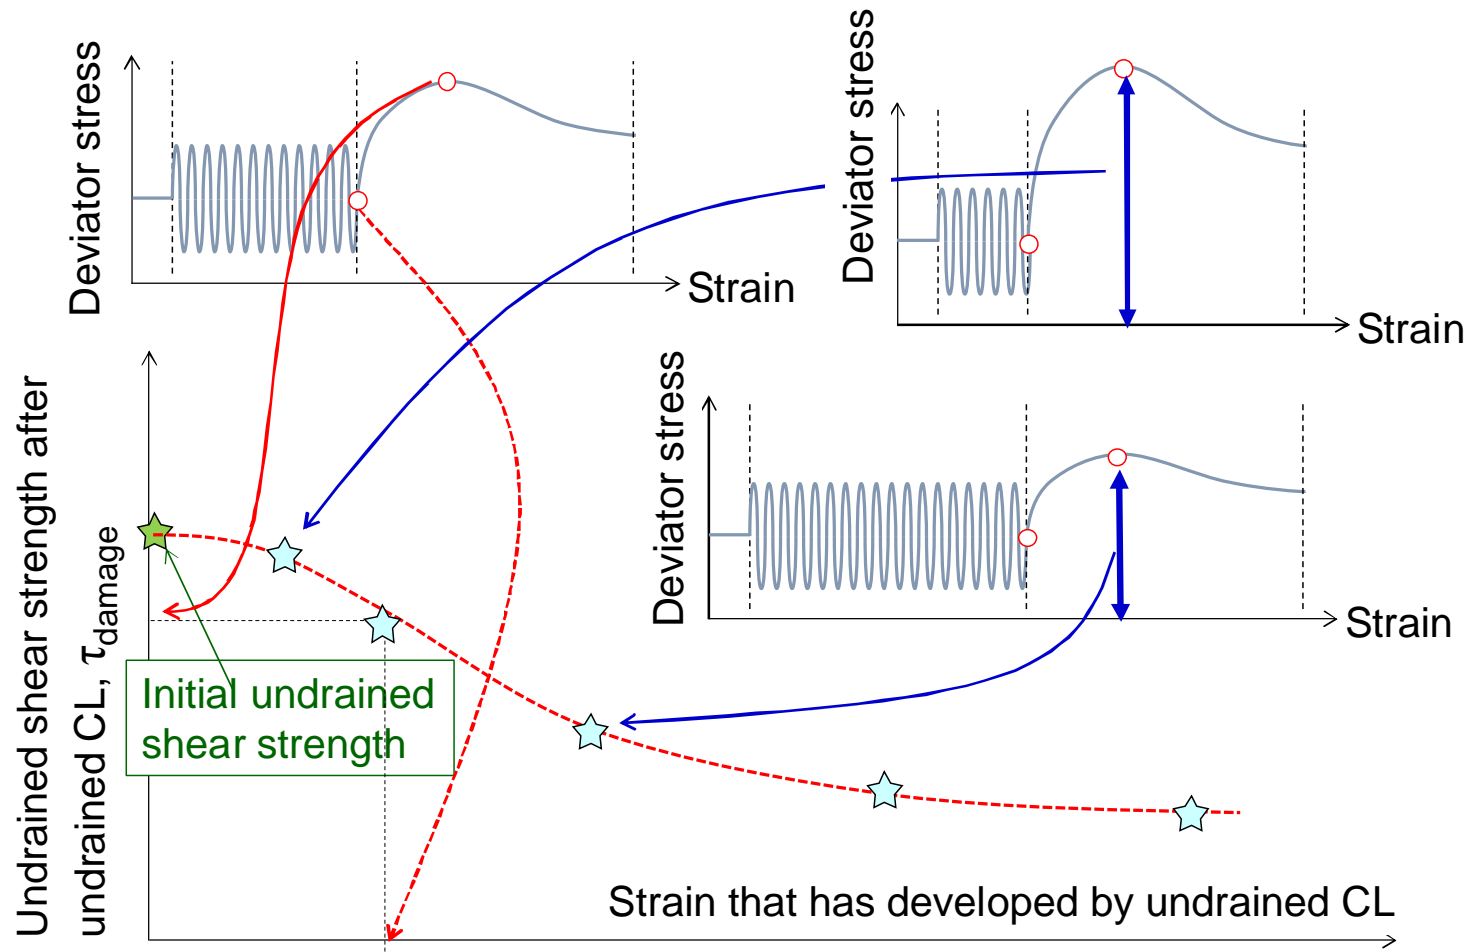 Deviator stress
Strain
Deviator stress
Strain
Deviator stress
Strain
Undrained shear strength after
undrained CL, τdamage
Initial undrained
shear strength
Strain that has developed by undrained CL